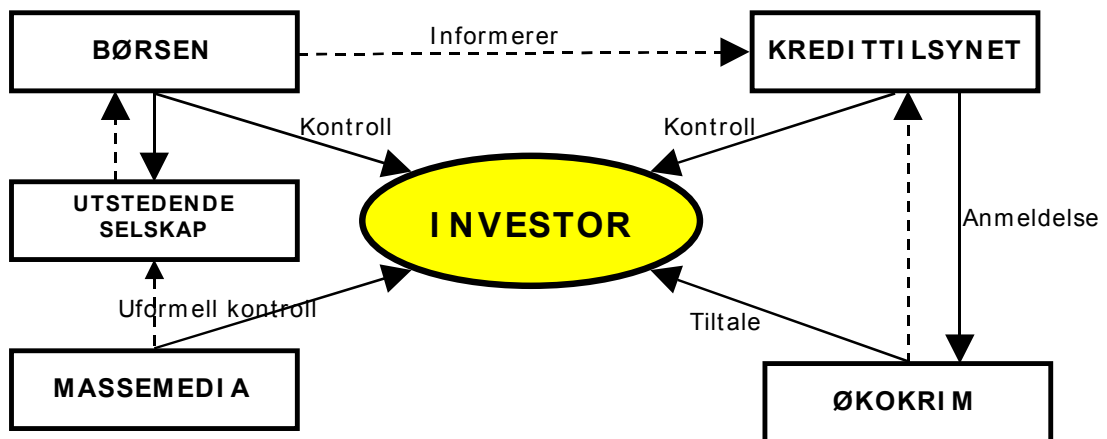 Informerer
BØRSEN
KREDITTILSYNET
Kontroll
Kontroll
UTSTEDENDE
SELSKAP
INVESTOR
Anmeldelse
Uformell kontroll
Tiltale
MASSEMEDIA
ØKOKRIM